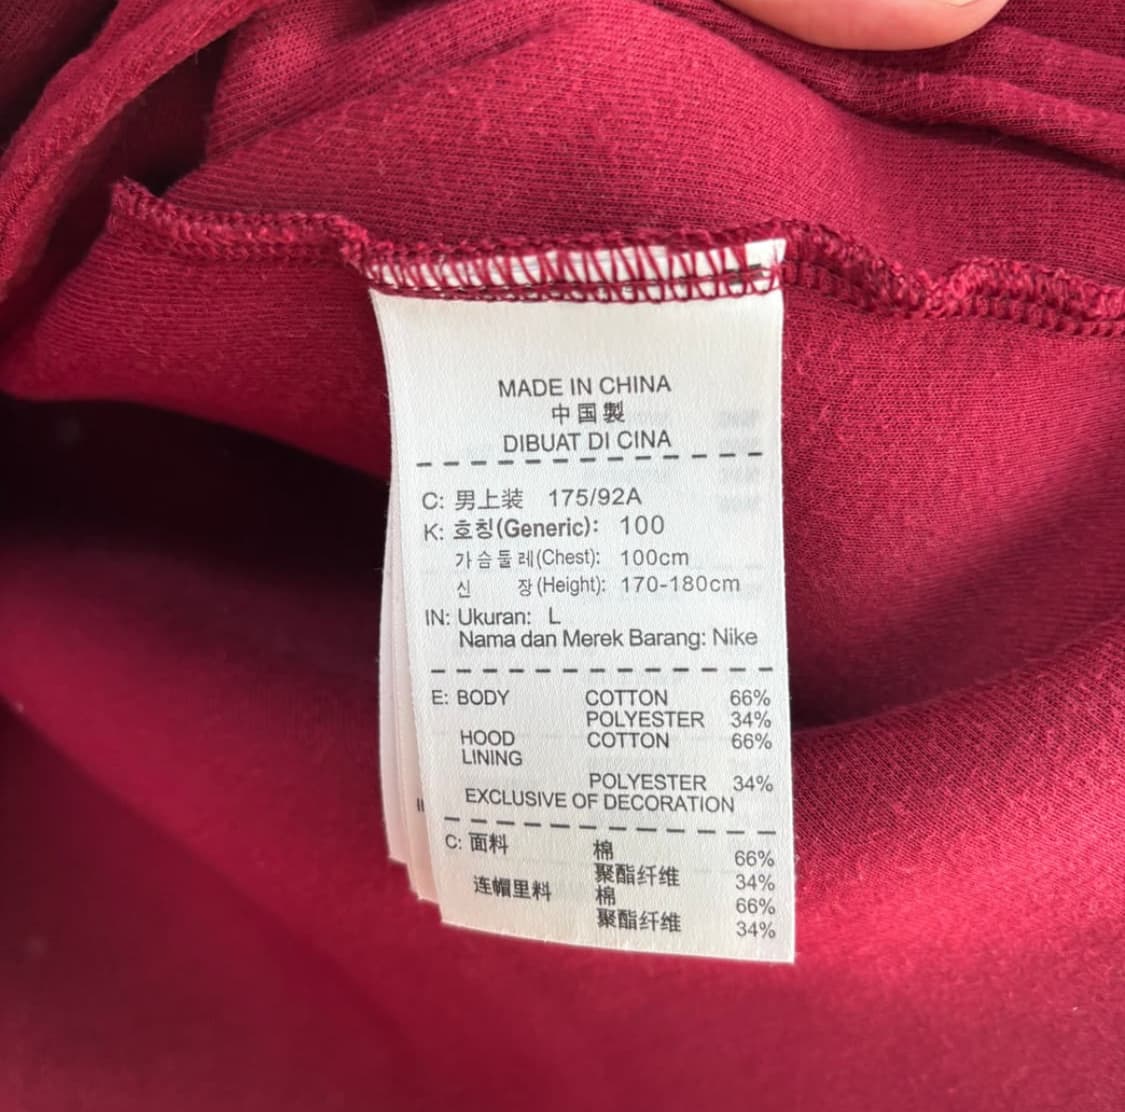 MADE IN CHINA
中国製
DIBUAT DI CINA
C: 男上装 175/92A
K: 호칭(Generic): 100
가슴둘레(Chest): 100cm
신 장(Height): 170-180cm
IN: Ukuran: L
Nama dan Merek Barang: Nike
E: BODY COTTON 66%
POLYESTER 34%
HOOD COTTON 66%
LINING
POLYESTER 34%
EXCLUSIVE OF DECORATION
C: 面料 棉 66%
聚酯纤维 34%
连帽里料 棉 66%
聚酯纤维 34%